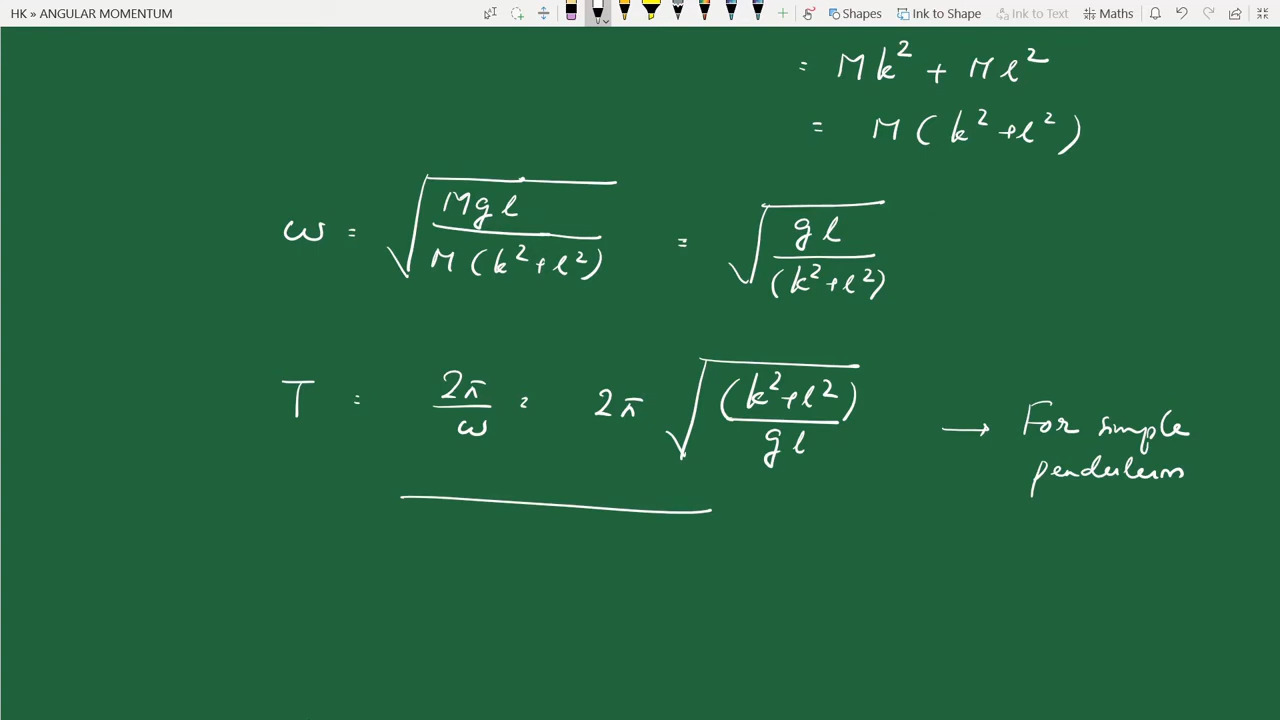 HK » ANGULAR MOMENTUM
Shapes Ink to Shape Ink to Text Maths
= Mk² + Ml²
= M(k²+l²)
ω = √(Mgl / M(k²+l²)) = √(gl / (k²+l²))
T = 2π/ω = 2π √((k²+l²) / gl) → For simple
pendulum